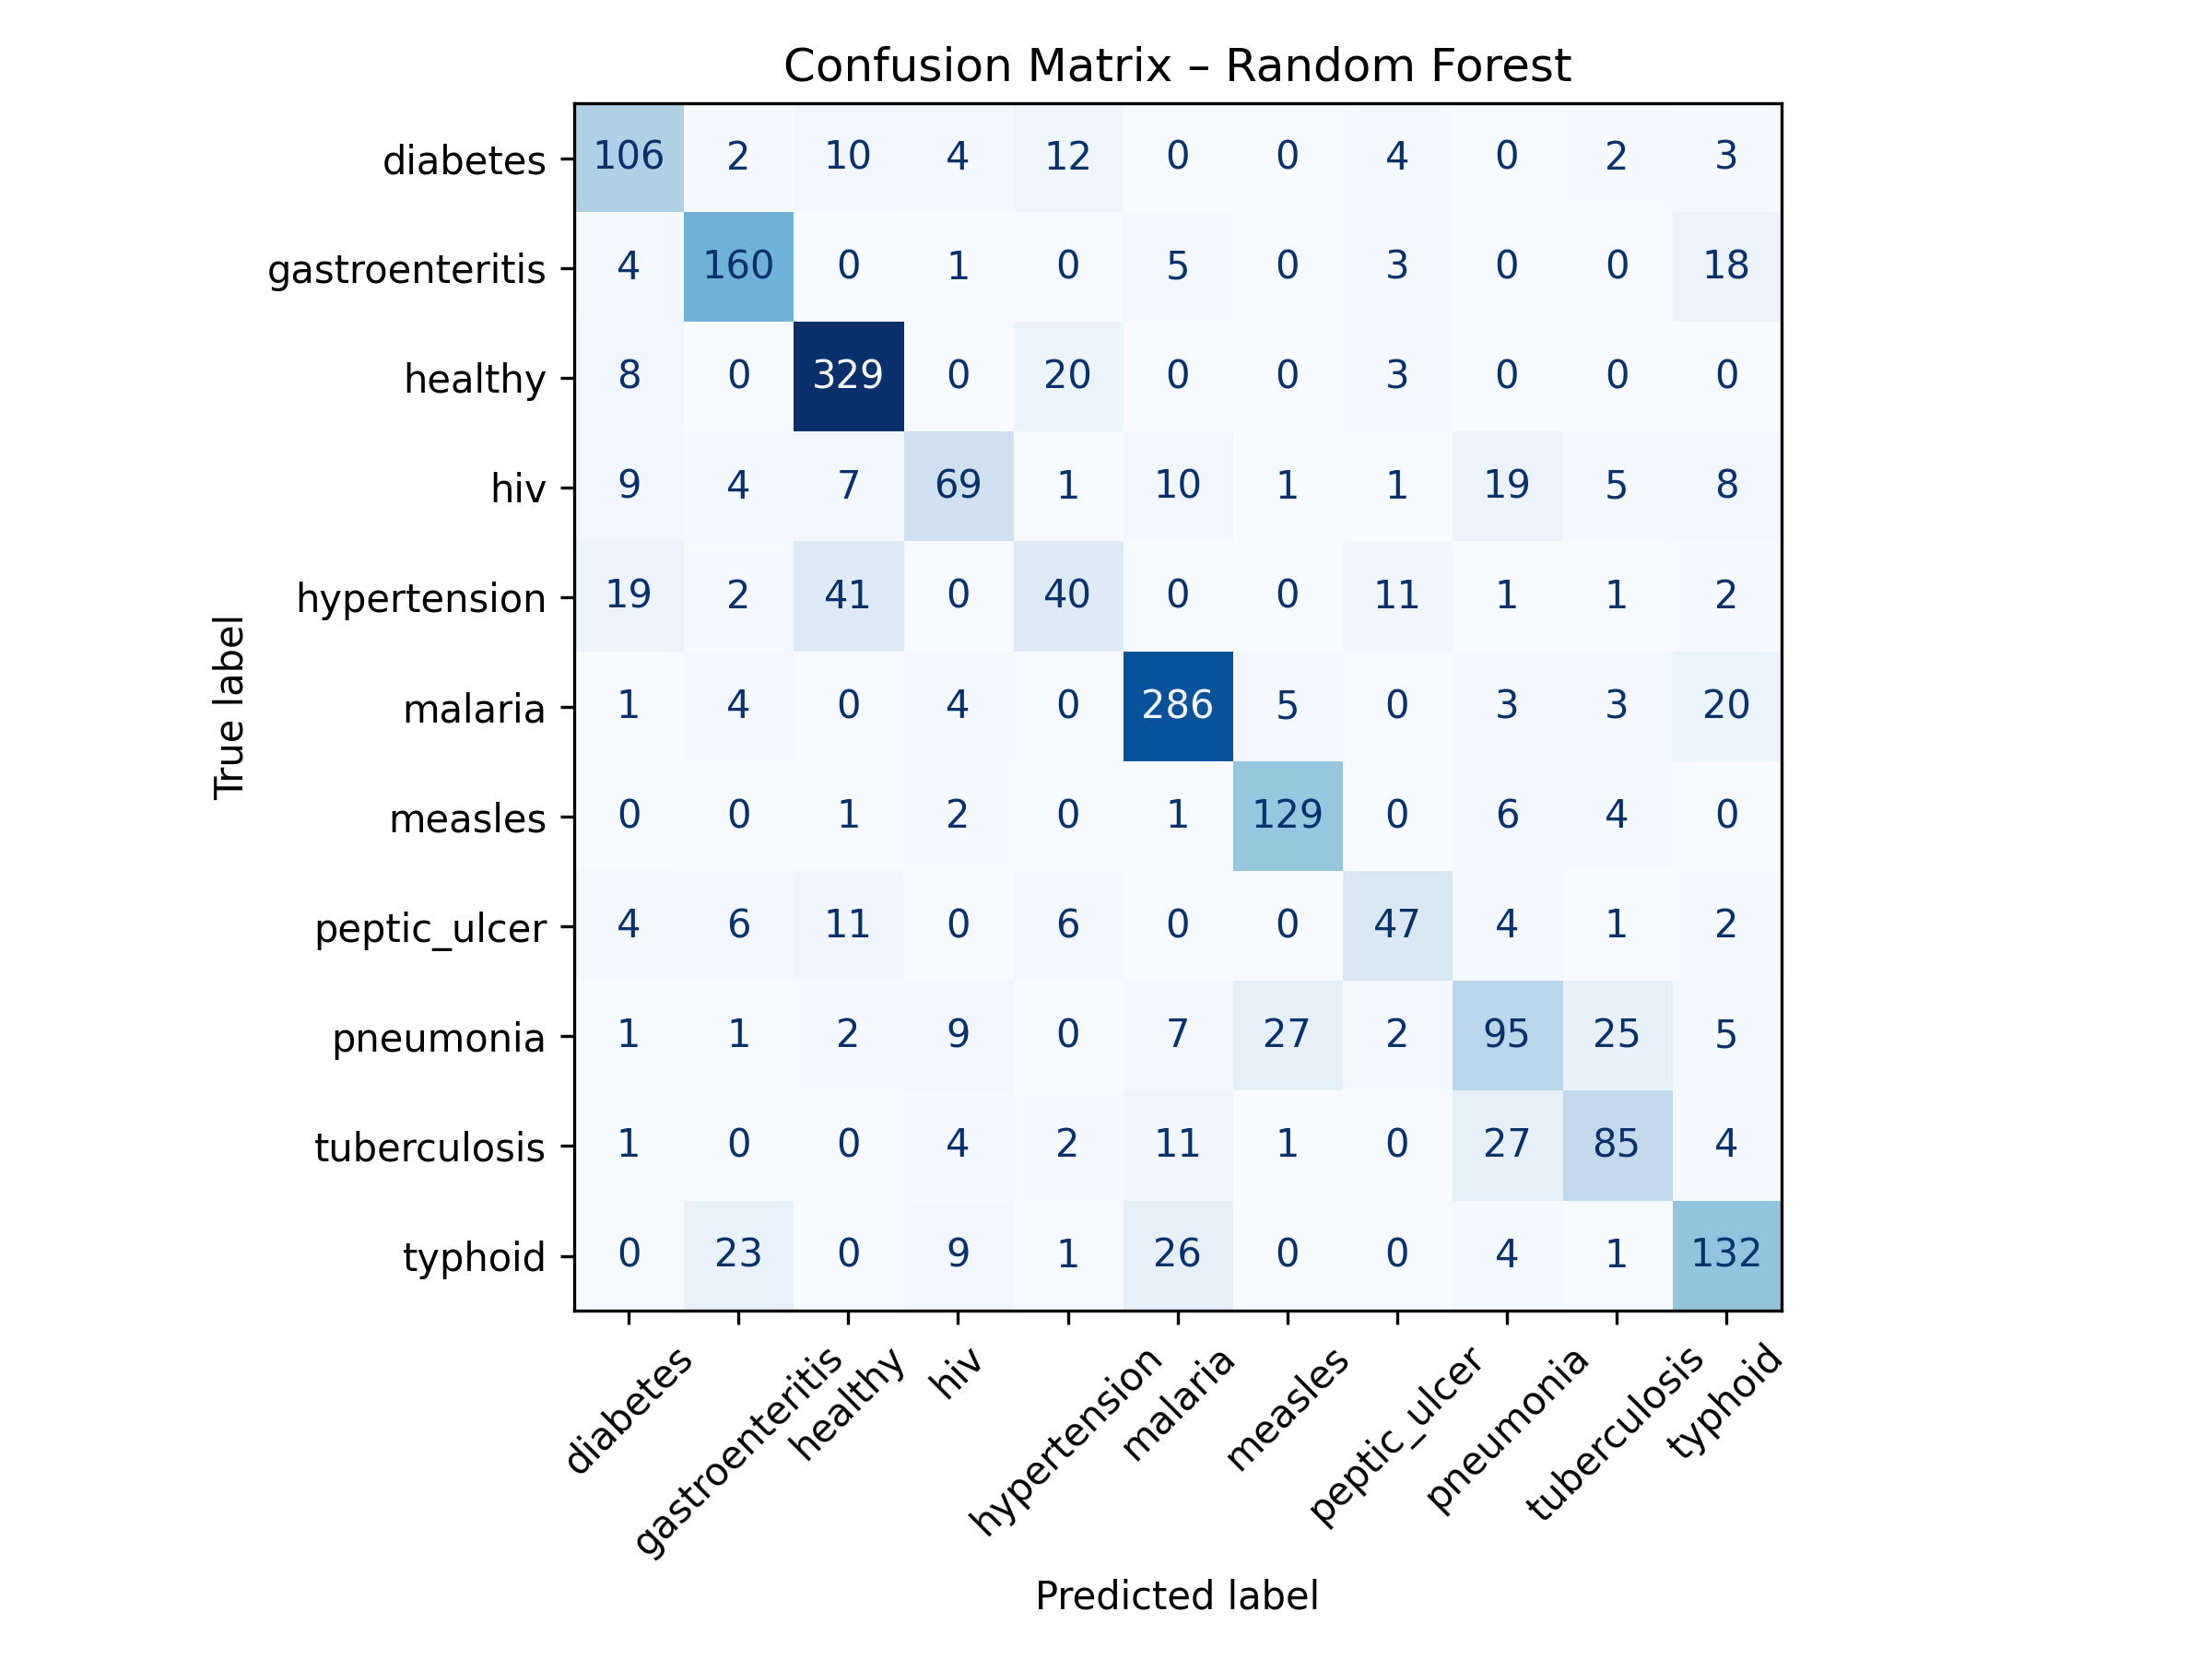 Confusion Matrix – Random Forest
True label
diabetes 106 2 10 4 12 0 0 4 0 2 3
gastroenteritis 4 160 0 1 0 5 0 3 0 0 18
healthy 8 0 329 0 20 0 0 3 0 0 0
hiv 9 4 7 69 1 10 1 1 19 5 8
hypertension 19 2 41 0 40 0 0 11 1 1 2
malaria 1 4 0 4 0 286 5 0 3 3 20
measles 0 0 1 2 0 1 129 0 6 4 0
peptic_ulcer 4 6 11 0 6 0 0 47 4 1 2
pneumonia 1 1 2 9 0 7 27 2 95 25 5
tuberculosis 1 0 0 4 2 11 1 0 27 85 4
typhoid 0 23 0 9 1 26 0 0 4 1 132
diabetes gastroenteritis healthy hiv hypertension malaria measles peptic_ulcer pneumonia tuberculosis typhoid
Predicted label